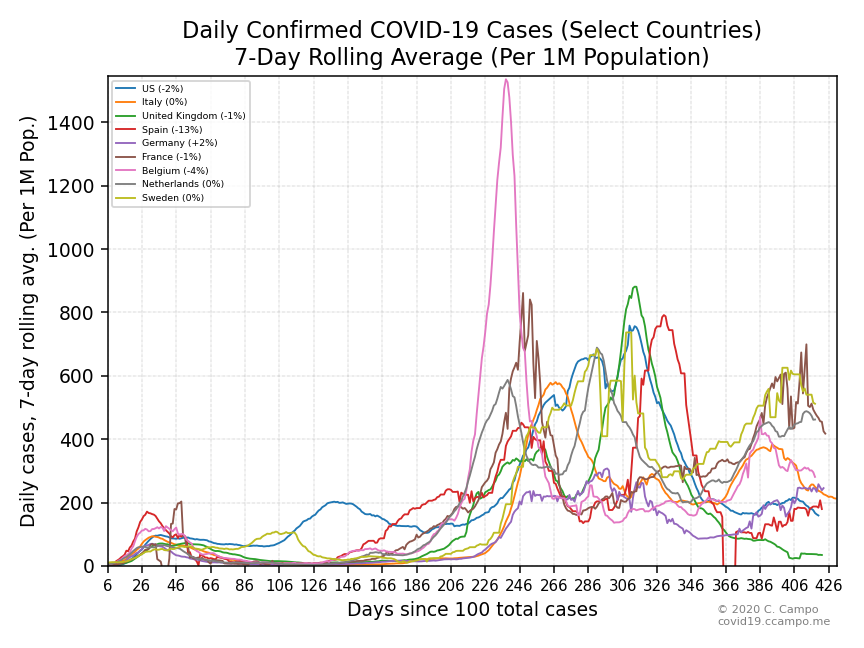 Daily Confirmed COVID-19 Cases (Select Countries)
7-Day Rolling Average (Per 1M Population)
Daily cases, 7-day rolling avg. (Per 1M Pop.)
1400
1200
1000
800
600
400
200
0
US (-2%)
Italy (0%)
United Kingdom (-1%)
Spain (-13%)
Germany (+2%)
France (-1%)
Belgium (-4%)
Netherlands (0%)
Sweden (0%)
6 26 46 66 86 106 126 146 166 186 206 226 246 266 286 306 326 346 366 386 406 426
Days since 100 total cases
© 2020 C. Campo
covid19.ccampo.me